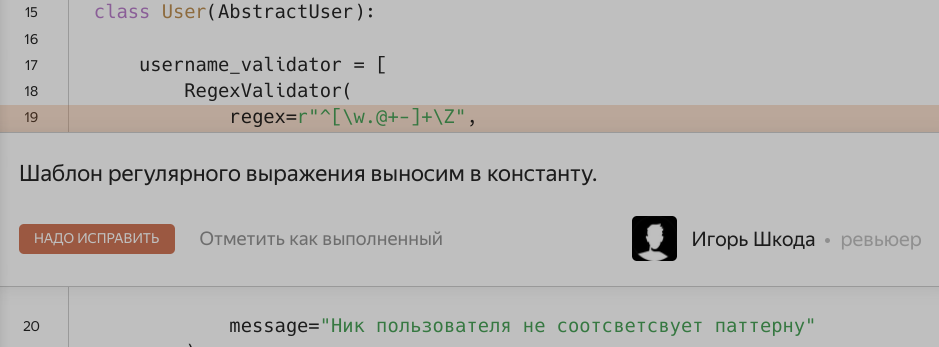 15 class User(AbstractUser):
16
17 username_validator = [
18 RegexValidator(
19 regex=r"^[\w.@+-]+\Z",
Шаблон регулярного выражения выносим в константу.
НАДО ИСПРАВИТЬ Отметить как выполненный Игорь Шкода • ревьюер
20 message="Ник пользователя не соотсветсвует паттерну"